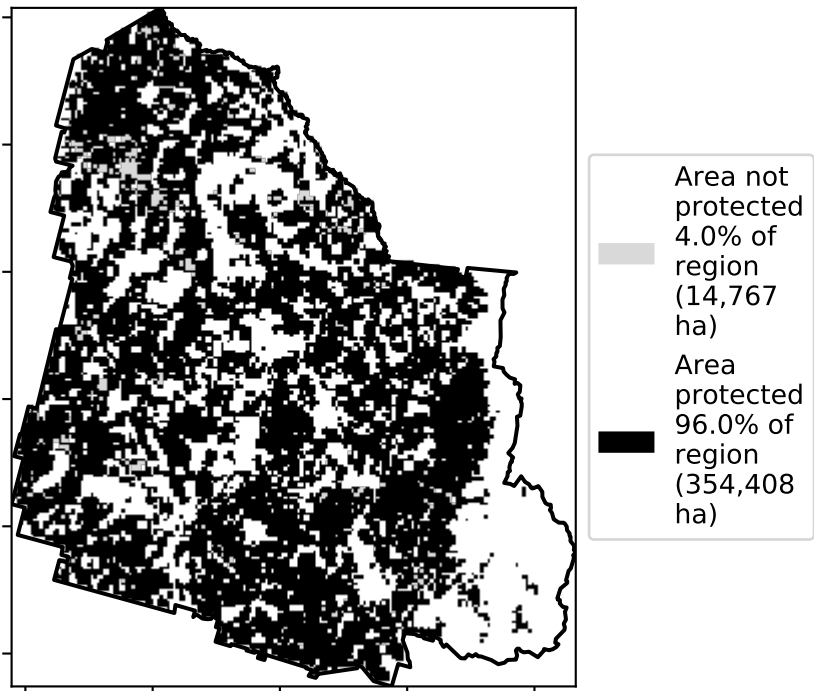 Area not
protected
4.0% of
region
(14,767
ha)
Area
protected
96.0% of
region
(354,408
ha)